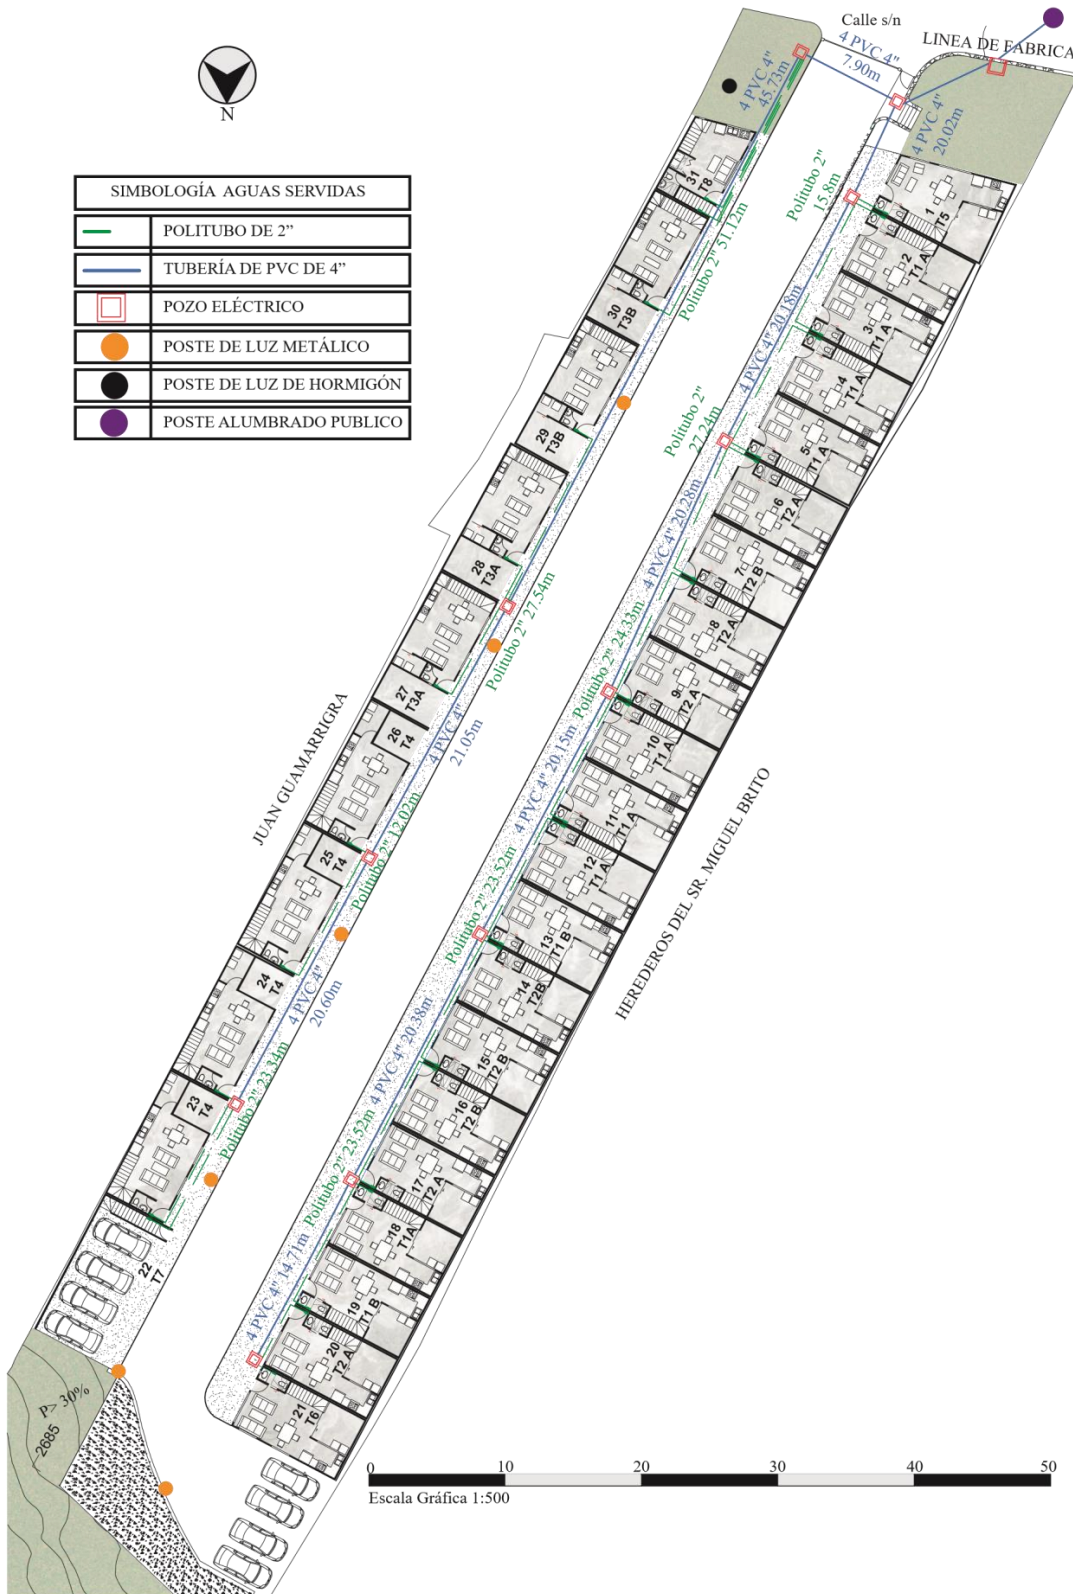 Calle s/n
LINEA DE FABRICA
4 PVC 4"
7.90m
4 PVC 4"
45.73m
4 PVC 4"
20.02m
N
SIMBOLOGÍA AGUAS SERVIDAS
POLITUBO DE 2”
TUBERÍA DE PVC DE 4”
POZO ELÉCTRICO
POSTE DE LUZ METÁLICO
POSTE DE LUZ DE HORMIGÓN
POSTE ALUMBRADO PUBLICO
31
T8
30
T3B
29
T3B
28
T3A
27
T3A
26
T4
25
T4
24
T4
23
T4
22
T7
Politubo 2" 51.12m
Politubo 2" 27.54m
4 PVC 4"
21.05m
Politubo 2" 12.02m
4 PVC 4"
20.60m
Politubo 2" 23.34m
JUAN GUAMARRIGRA
Politubo 2"
15.8m
4 PVC 4" 20.18m
Politubo 2"
27.24m
4 PVC 4" 20.28m
Politubo 2" 24.33m
4 PVC 4" 20.15m
Politubo 2" 23.52m
4 PVC 4" 20.38m
Politubo 2" 23.52m
4 PVC 4" 14.71m
1
T5
2
T1 A
3
T1 A
4
T1 A
5
T1 A
6
T2 A
7
T2 B
8
T2 A
9
T2 A
10
T1 A
11
T1 A
12
T1 A
13
T1 B
14
T2B
15
T2 B
16
T2 B
17
T2 A
18
T1A
19
T1 B
20
T2 A
21
T6
HEREDEROS DEL SR. MIGUEL BRITO
P> 30%
2685
0 10 20 30 40 50
Escala Gráfica 1:500